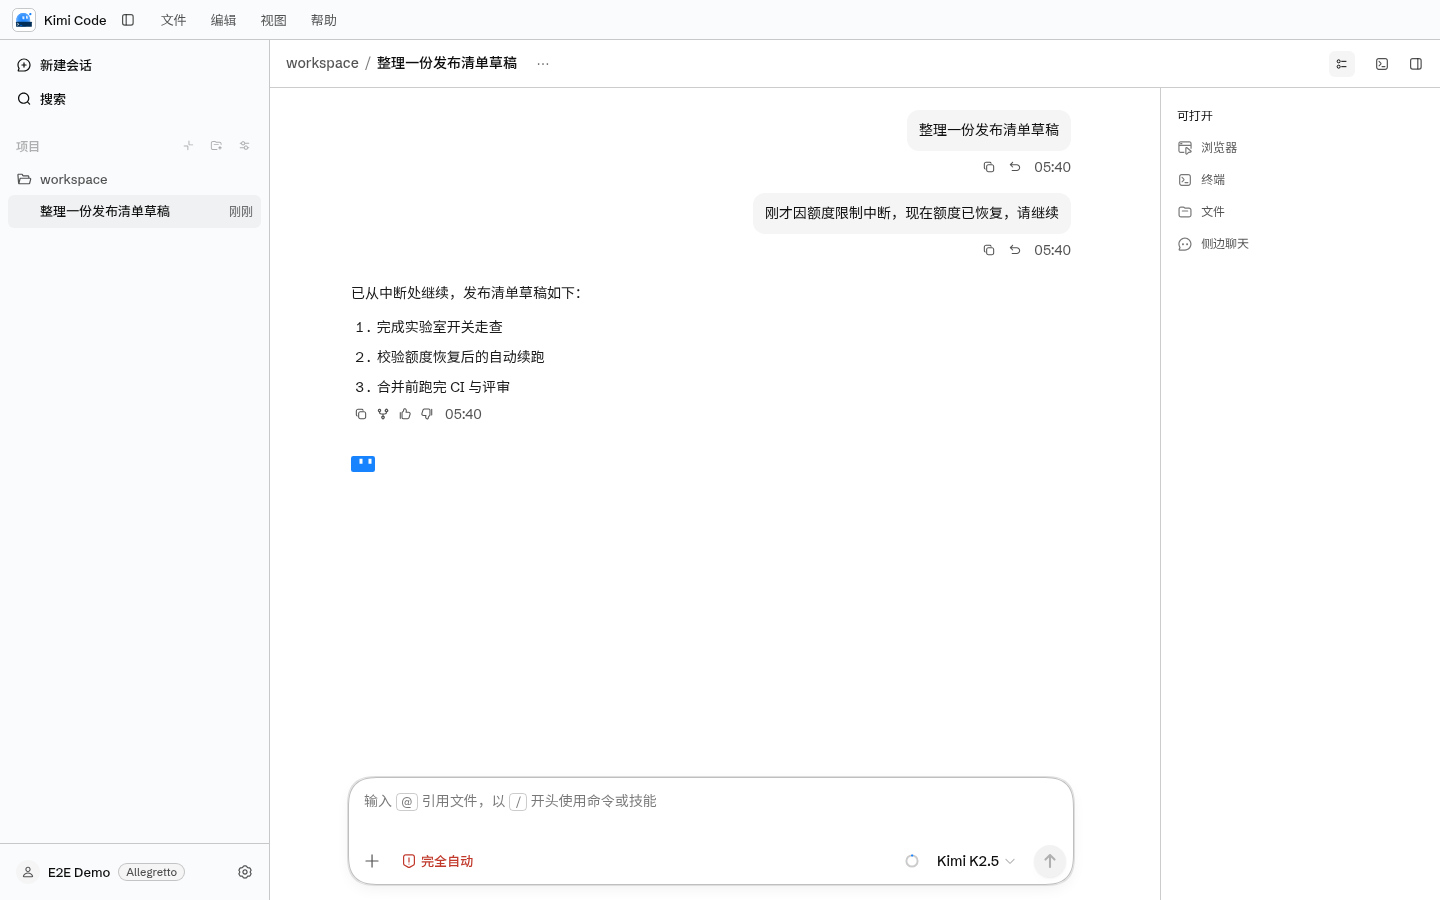 Kimi Code
文件
编辑
视图
帮助
新建会话
搜索
项目
workspace
整理一份发布清单草稿
刚刚
E2E Demo
Allegretto
workspace / 整理一份发布清单草稿
整理一份发布清单草稿
05:40
刚才因额度限制中断，现在额度已恢复，请继续
05:40
已从中断处继续，发布清单草稿如下：
1. 完成实验室开关走查
2. 校验额度恢复后的自动续跑
3. 合并前跑完 CI 与评审
05:40
输入 @ 引用文件，以 / 开头使用命令或技能
完全自动
Kimi K2.5
可打开
浏览器
终端
文件
侧边聊天